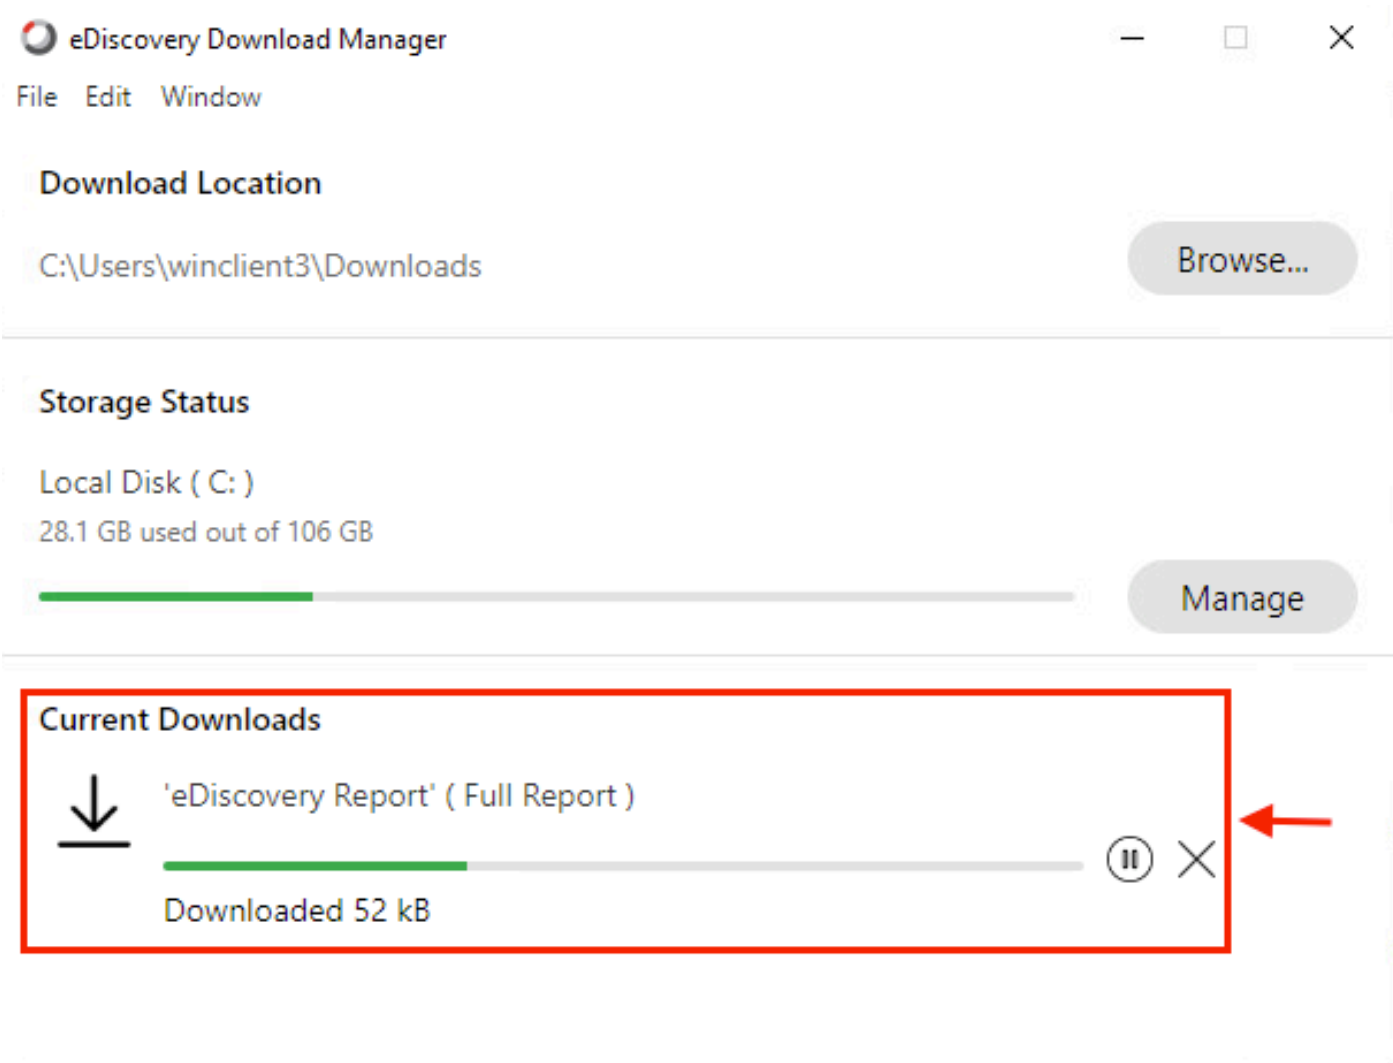 eDiscovery Download Manager
File Edit Window
Download Location
C:\Users\winclient3\Downloads
Browse...
Storage Status
Local Disk ( C: )
28.1 GB used out of 106 GB
Manage
Current Downloads
'eDiscovery Report' ( Full Report )
Downloaded 52 kB